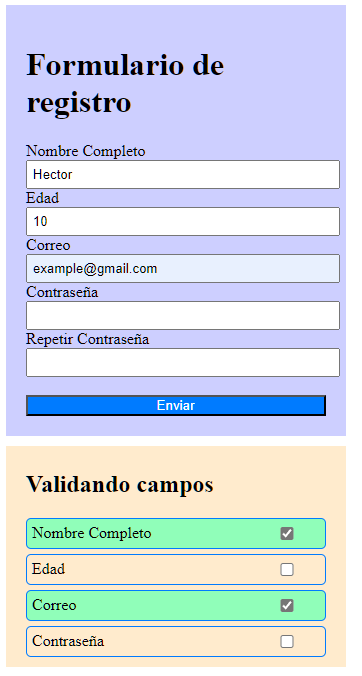 Formulario de
registro
Nombre Completo
Hector
Edad
10
Correo
example@gmail.com
Contraseña
Repetir Contraseña
Enviar
Validando campos
Nombre Completo
Edad
Correo
Contraseña